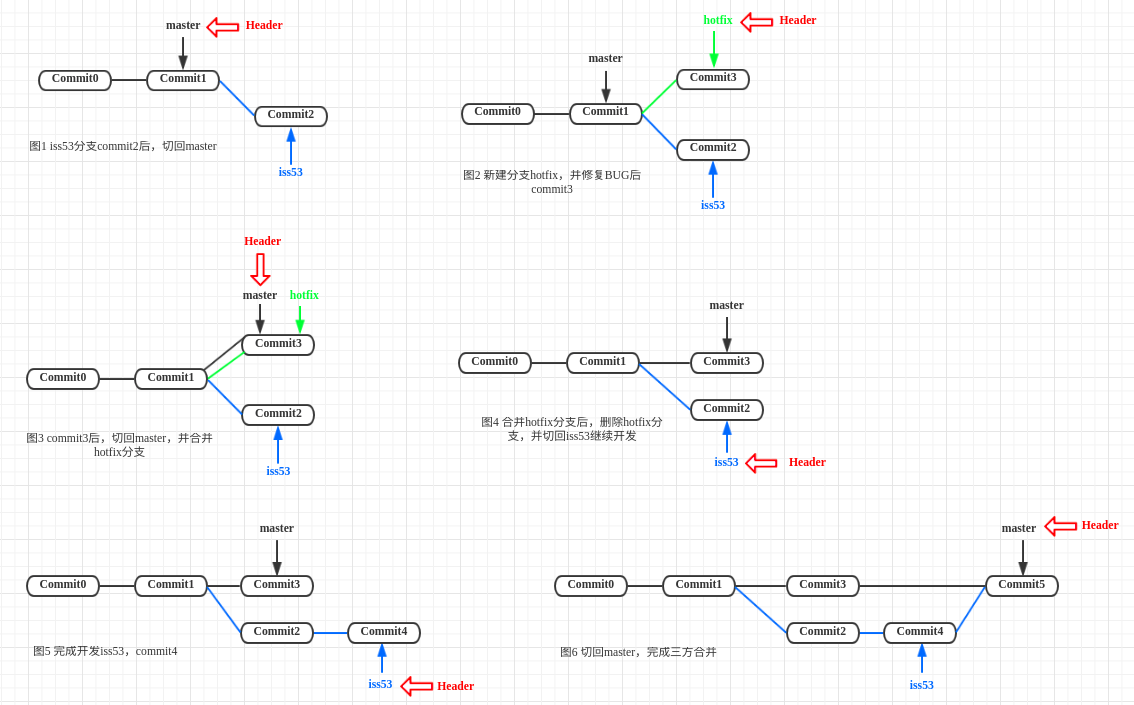 master Header
Commit0 Commit1
Commit2
图1 iss53分支commit2后，切回master
iss53
hotfix Header
master
Commit3
Commit0 Commit1
Commit2
图2 新建分支hotfix，并修复BUG后
commit3
iss53
Header
master hotfix
Commit3
Commit0 Commit1
Commit2
图3 commit3后，切回master，并合并
hotfix分支
iss53
master
Commit0 Commit1 Commit3
Commit2
图4 合并hotfix分支后，删除hotfix分
支，并切回iss53继续开发
iss53 Header
master
Commit0 Commit1 Commit3
Commit2 Commit4
图5 完成开发iss53，commit4
iss53 Header
master Header
Commit0 Commit1 Commit3 Commit5
Commit2 Commit4
图6 切回master，完成三方合并
iss53